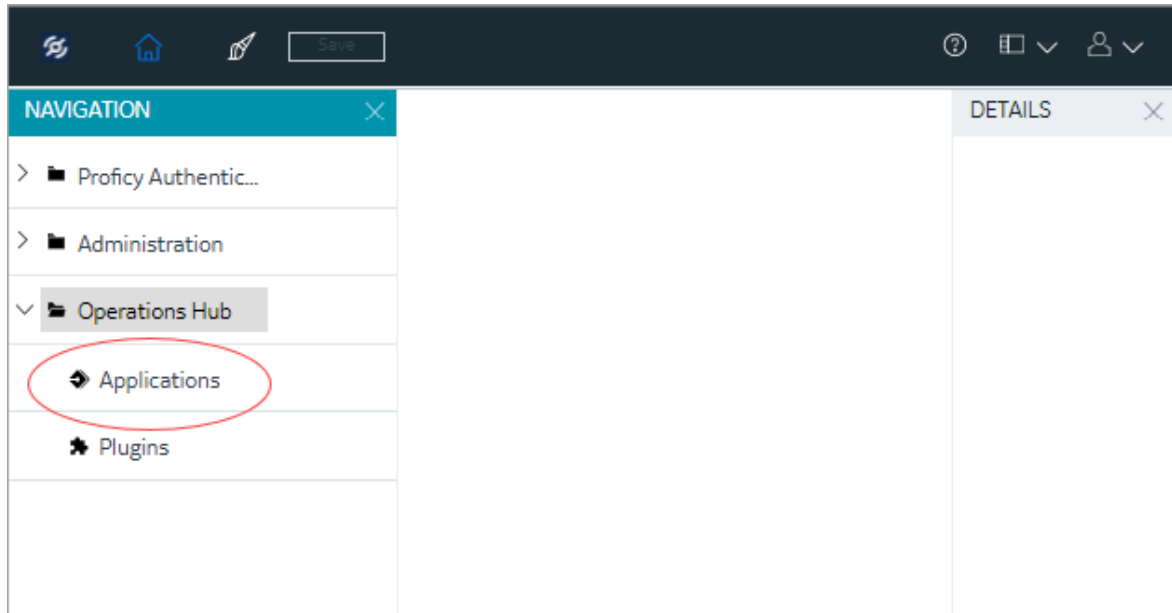 Save
NAVIGATION
DETAILS
Proficy Authentic...
Administration
Operations Hub
Applications
Plugins